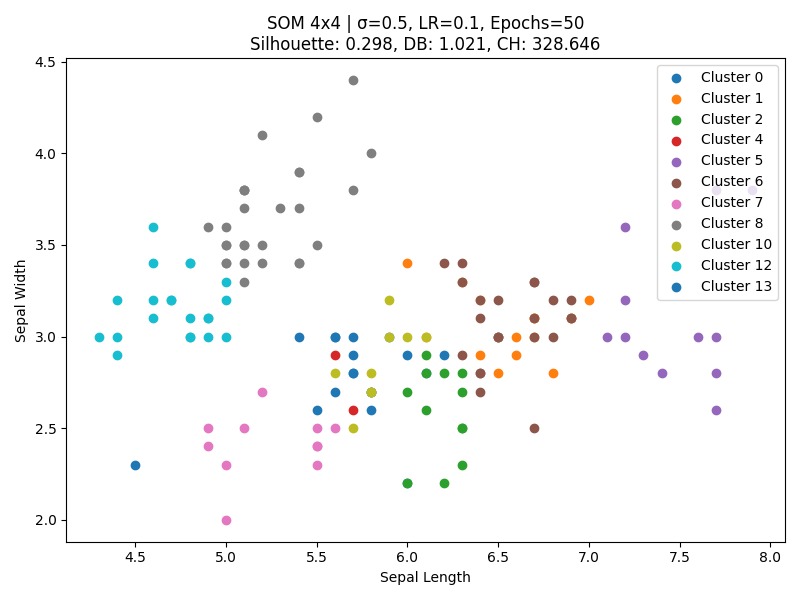 SOM 4x4 | σ=0.5, LR=0.1, Epochs=50
Silhouette: 0.298, DB: 1.021, CH: 328.646
4.5
4.0
3.5
3.0
2.5
2.0
Sepal Width
Cluster 0
Cluster 1
Cluster 2
Cluster 4
Cluster 5
Cluster 6
Cluster 7
Cluster 8
Cluster 10
Cluster 12
Cluster 13
4.5 5.0 5.5 6.0 6.5 7.0 7.5 8.0
Sepal Length